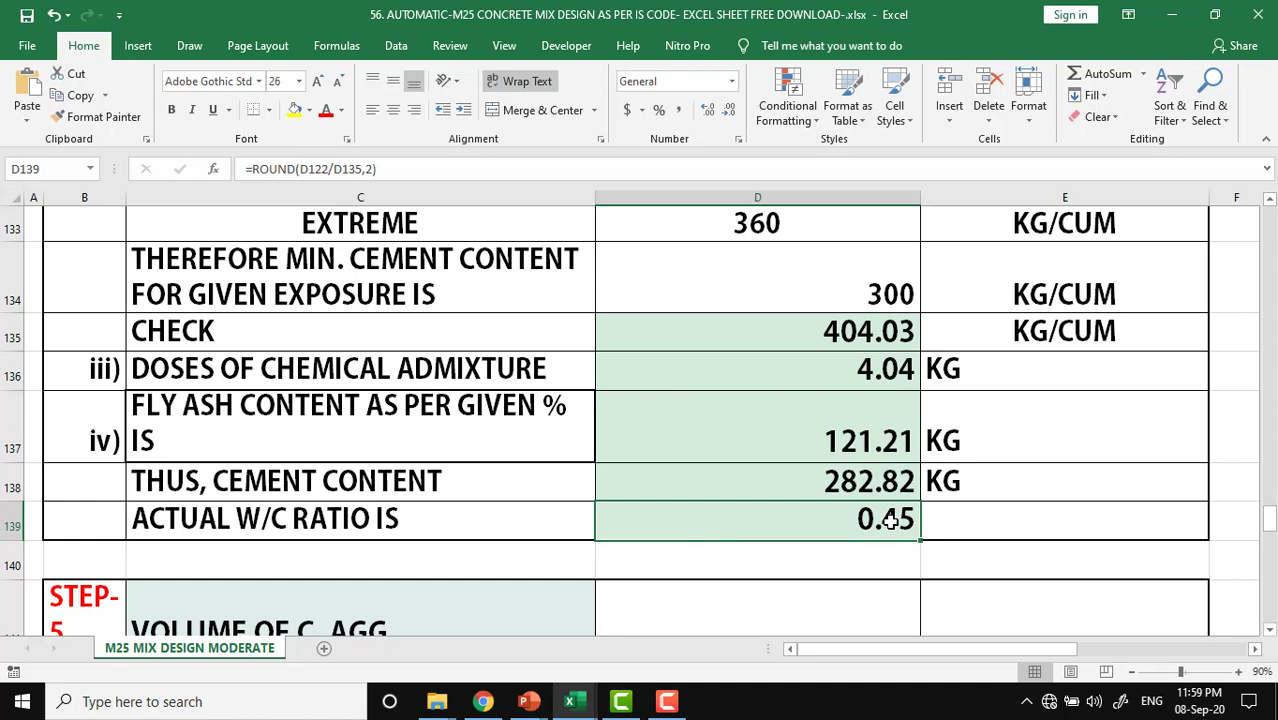 56. AUTOMATIC-M25 CONCRETE MIX DESIGN AS PER IS CODE- EXCEL SHEET FREE DOWNLOAD-.xlsx - Excel
Sign in
File Home Insert Draw Page Layout Formulas Data Review View Developer Help Nitro Pro Tell me what you want to do Share
Paste
Cut
Copy
Format Painter
Clipboard
Adobe Gothic Std 26
B I U
Font
Wrap Text
Merge & Center
Alignment
General
$ % ,
Number
Conditional Formatting
Format as Table
Cell Styles
Styles
Insert Delete Format
Cells
AutoSum
Fill
Clear
Sort & Filter
Find & Select
Editing
D139 =ROUND(D122/D135,2)
A B C D E F
133 EXTREME 360 KG/CUM
THEREFORE MIN. CEMENT CONTENT
134 FOR GIVEN EXPOSURE IS 300 KG/CUM
135 CHECK 404.03 KG/CUM
136 iii) DOSES OF CHEMICAL ADMIXTURE 4.04 KG
FLY ASH CONTENT AS PER GIVEN %
137 iv) IS 121.21 KG
138 THUS, CEMENT CONTENT 282.82 KG
139 ACTUAL W/C RATIO IS 0.45
140
STEP-
5 VOLUME OF C. AGG
M25 MIX DESIGN MODERATE
90%
Type here to search
ENG
11:59 PM
08-Sep-20